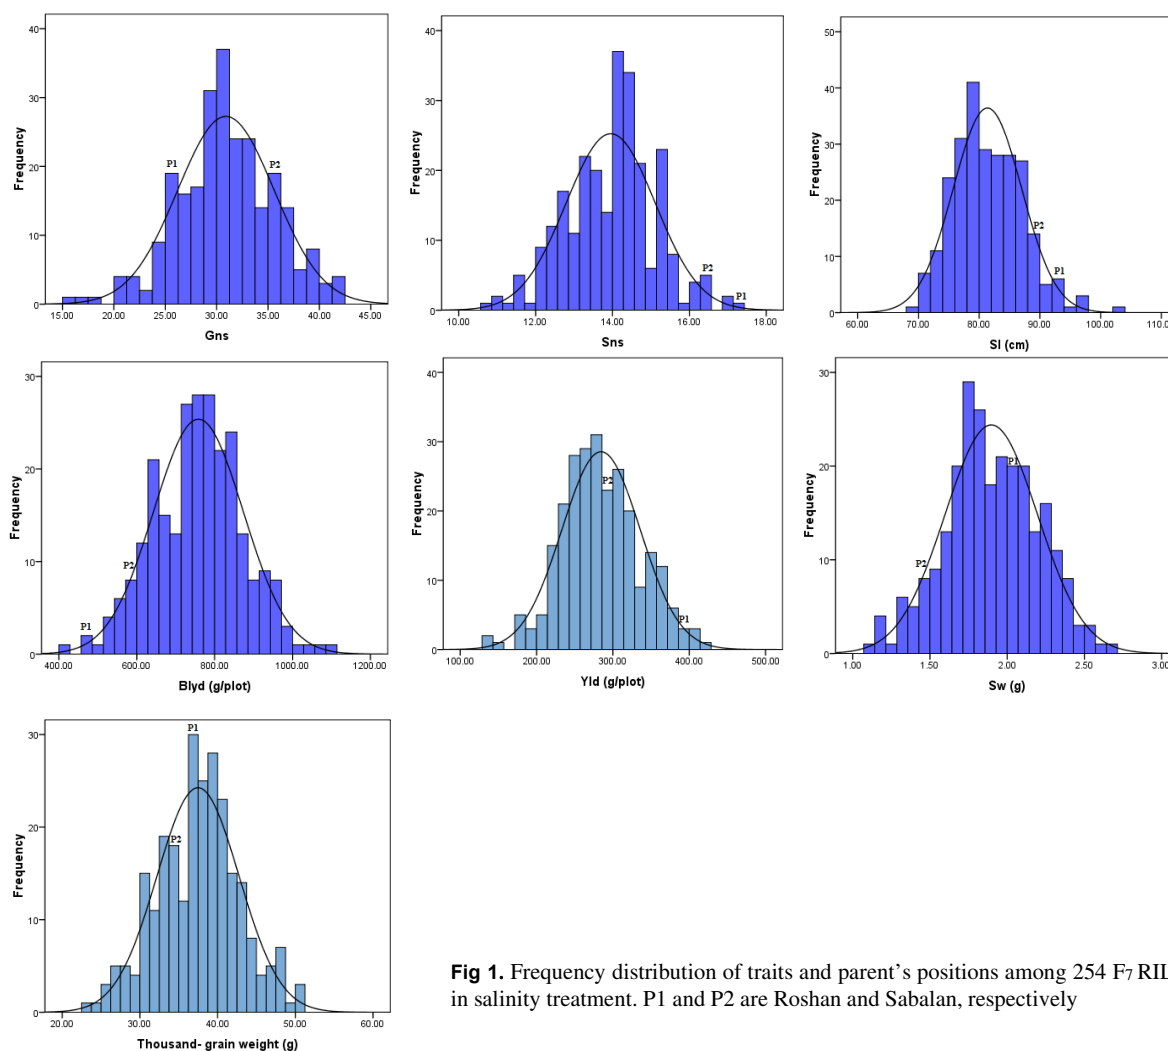 40
30
20
10
0
Frequency
P1
P2
15.00 20.00 25.00 30.00 35.00 40.00 45.00
Gns
40
30
20
10
0
Frequency
P2
P1
10.00 12.00 14.00 16.00 18.00
Sns
50
40
30
20
10
0
Frequency
P2
P1
60.00 70.00 80.00 90.00 100.00
Sl (cm)
30
20
10
0
Frequency
P1
P2
400.00 600.00 800.00 1000.00 1200.00
Blyd (g/plot)
40
30
20
10
0
Frequency
P2
P1
100.00 200.00 300.00 400.00 500.00
Yld (g/plot)
30
20
10
0
Frequency
P2
P1
1.00 1.50 2.00 2.50 3.00
Sw (g)
30
20
10
0
Frequency
P1
P2
20.00 30.00 40.00 50.00 60.00
Thousand- grain weight (g)
Fig 1. Frequency distribution of traits and parent's positions among 254 F7 RIL
in salinity treatment. P1 and P2 are Roshan and Sabalan, respectively